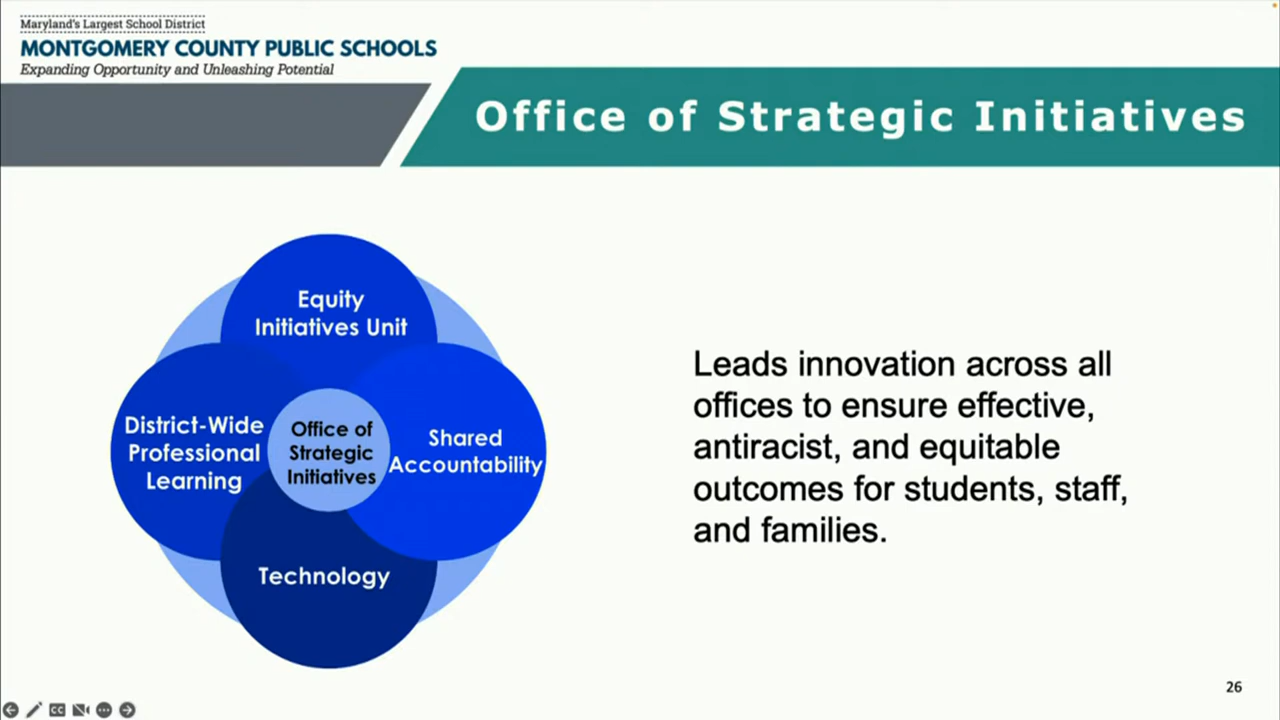 Maryland's Largest School District
MONTGOMERY COUNTY PUBLIC SCHOOLS
Expanding Opportunity and Unleashing Potential
Office of Strategic Initiatives
Equity
Initiatives Unit
District-Wide
Professional
Learning
Office of
Strategic
Initiatives
Shared
Accountability
Technology
Leads innovation across all
offices to ensure effective,
antiracist, and equitable
outcomes for students, staff,
and families.
26
CC